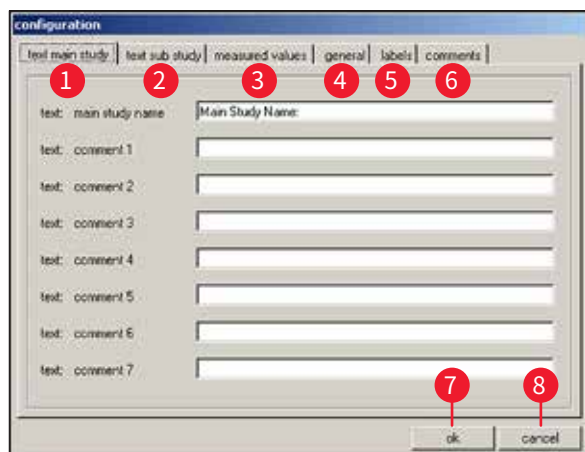 configuration
text main study text sub study measured values general labels comments
1 2 3 4 5 6
text: main study name Main Study Name:
text: comment 1
text: comment 2
text: comment 3
text: comment 4
text: comment 5
text: comment 6
text: comment 7
7 8
ok cancel